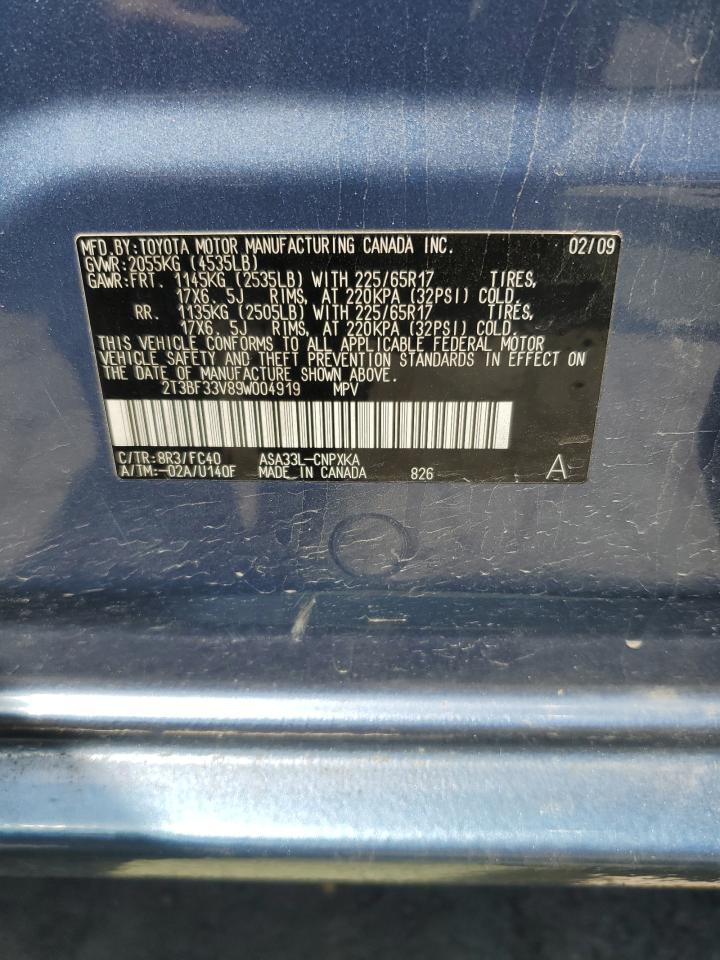 MFD. BY:TOYOTA MOTOR MANUFACTURING CANADA INC. 02/09
GVWR:2055KG (4535LB)
GAWR:FRT. 1145KG (2535LB) WITH 225/65R17 TIRES,
17X6. 5J RIMS, AT 220KPA (32PSI) COLD.
RR. 1135KG (2505LB) WITH 225/65R17 TIRES,
17X6. 5J RIMS, AT 220KPA (32PSI) COLD.
THIS VEHICLE CONFORMS TO ALL APPLICABLE FEDERAL MOTOR
VEHICLE SAFETY AND THEFT PREVENTION STANDARDS IN EFFECT ON
THE DATE OF MANUFACTURE SHOWN ABOVE.
2T3BF33V89W004919 MPV
C/TR:8R3/FC40 ASA33L-CNPXKA
A/TM:-02A/U140F MADE IN CANADA 826 A